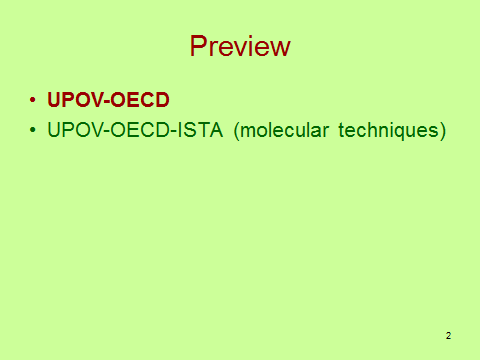 Preview
• UPOV-OECD
• UPOV-OECD-ISTA (molecular techniques)
2